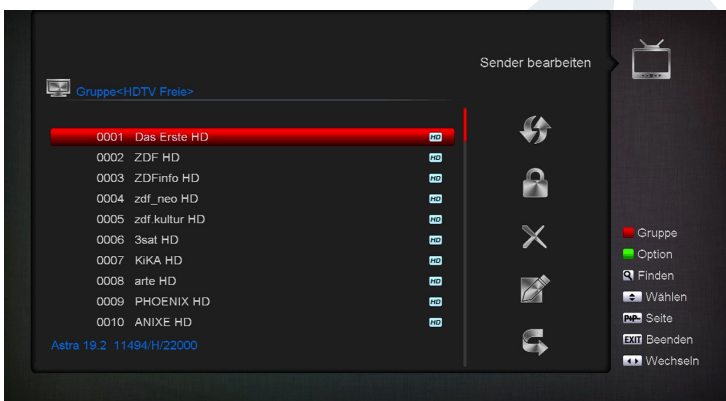 Sender bearbeiten
Gruppe<HDTV Freie>
0001 Das Erste HD HD
0002 ZDF HD HD
0003 ZDFinfo HD HD
0004 zdf_neo HD HD
0005 zdf.kultur HD HD
0006 3sat HD HD
0007 KiKA HD HD
0008 arte HD HD
0009 PHOENIX HD HD
0010 ANIXE HD HD
Astra 19.2 11494/H/22000
Gruppe
Option
Finden
Wählen
P+P- Seite
EXIT Beenden
Wechseln